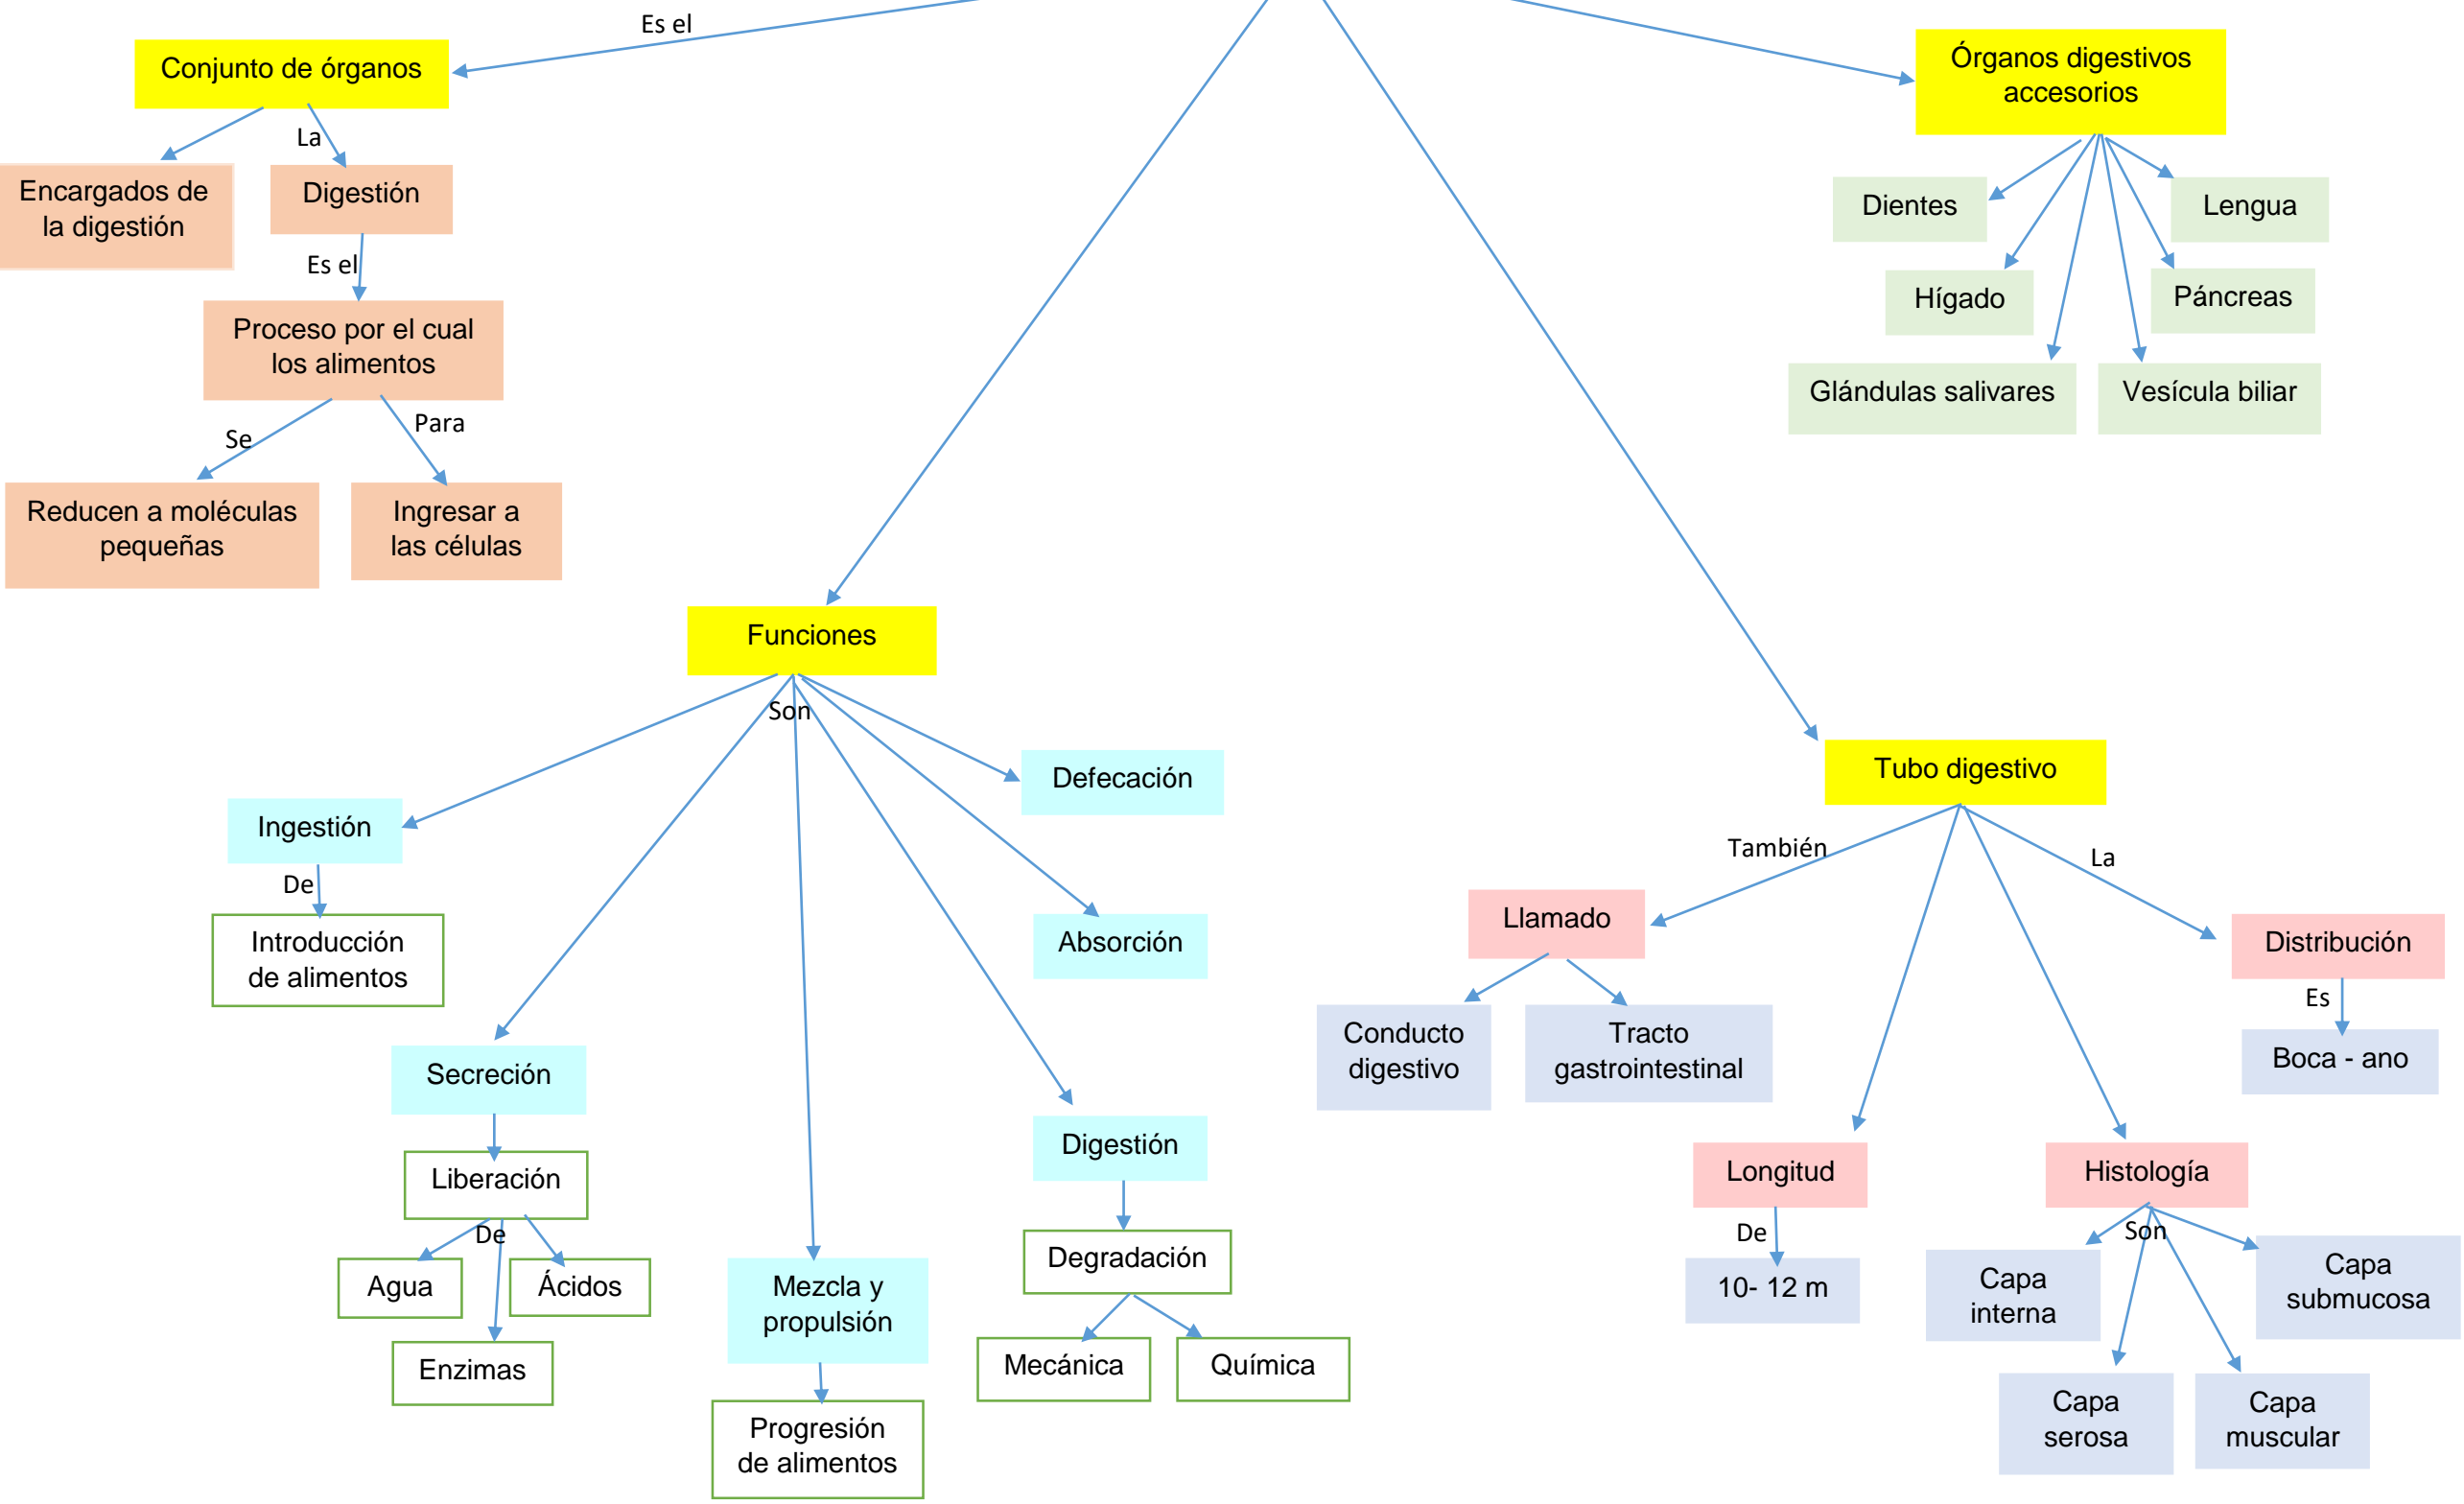 Es el
Conjunto de órganos
La
Encargados de
la digestión
Digestión
Es el
Proceso por el cual
los alimentos
Se
Para
Reducen a moléculas
pequeñas
Ingresar a
las células
Órganos digestivos
accesorios
Dientes
Lengua
Hígado
Páncreas
Glándulas salivares
Vesícula biliar
Funciones
Son
Defecación
Ingestión
De
Introducción
de alimentos
Absorción
Secreción
Liberación
De
Agua
Ácidos
Enzimas
Mezcla y
propulsión
Progresión
de alimentos
Digestión
Degradación
Mecánica
Química
Tubo digestivo
También
La
Llamado
Conducto
digestivo
Tracto
gastrointestinal
Distribución
Es
Boca - ano
Longitud
De
10- 12 m
Histología
Son
Capa
interna
Capa
submucosa
Capa
serosa
Capa
muscular